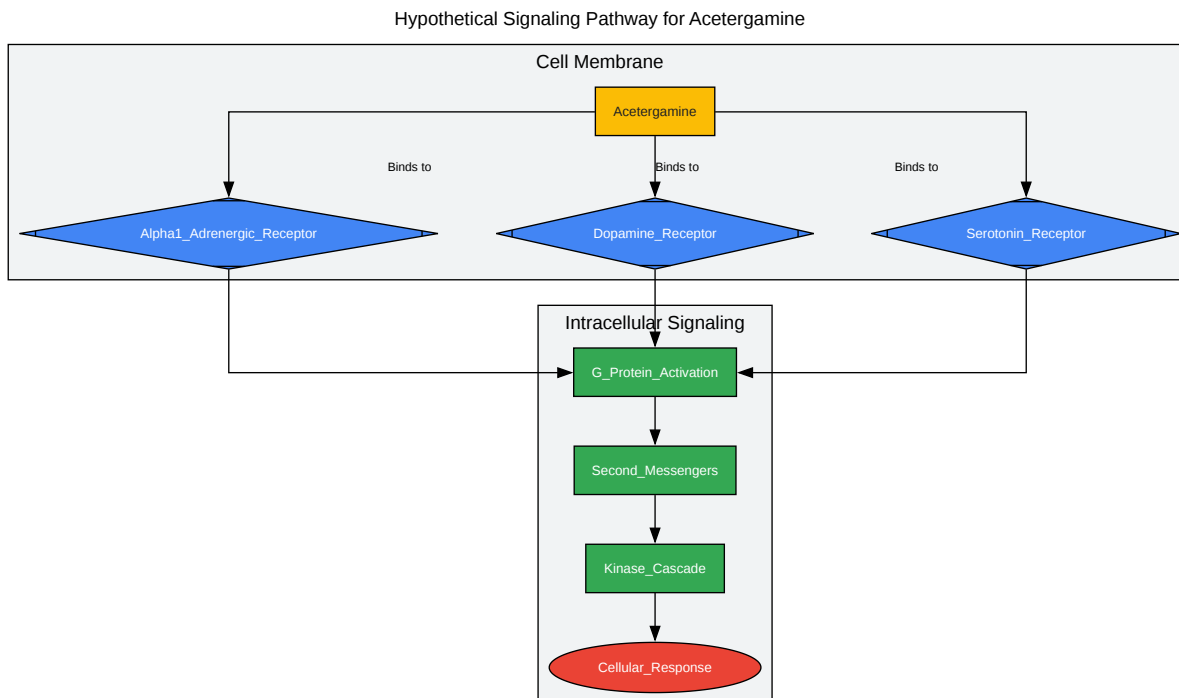 Hypothetical Signaling Pathway for Acetergamine
Cell Membrane
Acetergamine
Binds to
Binds to
Binds to
Alpha1_Adrenergic_Receptor
Dopamine_Receptor
Serotonin_Receptor
Intracellular Signaling
G_Protein_Activation
Second_Messengers
Kinase_Cascade
Cellular_Response